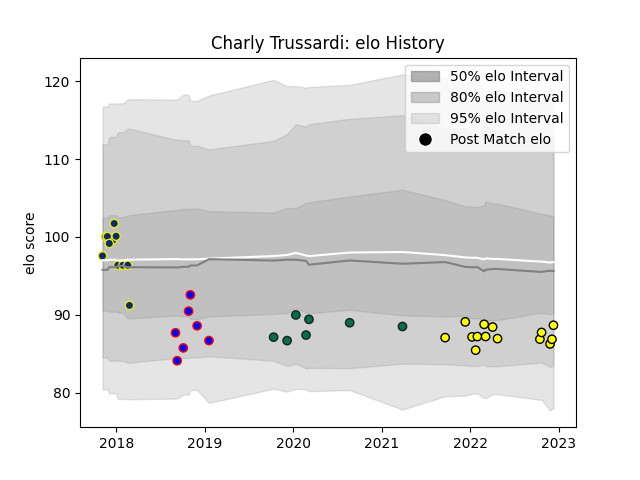 Charly Trussardi: elo History
50% elo Interval
80% elo Interval
95% elo Interval
Post Match elo
elo score
120
110
100
90
80
2018 2019 2020 2021 2022 2023